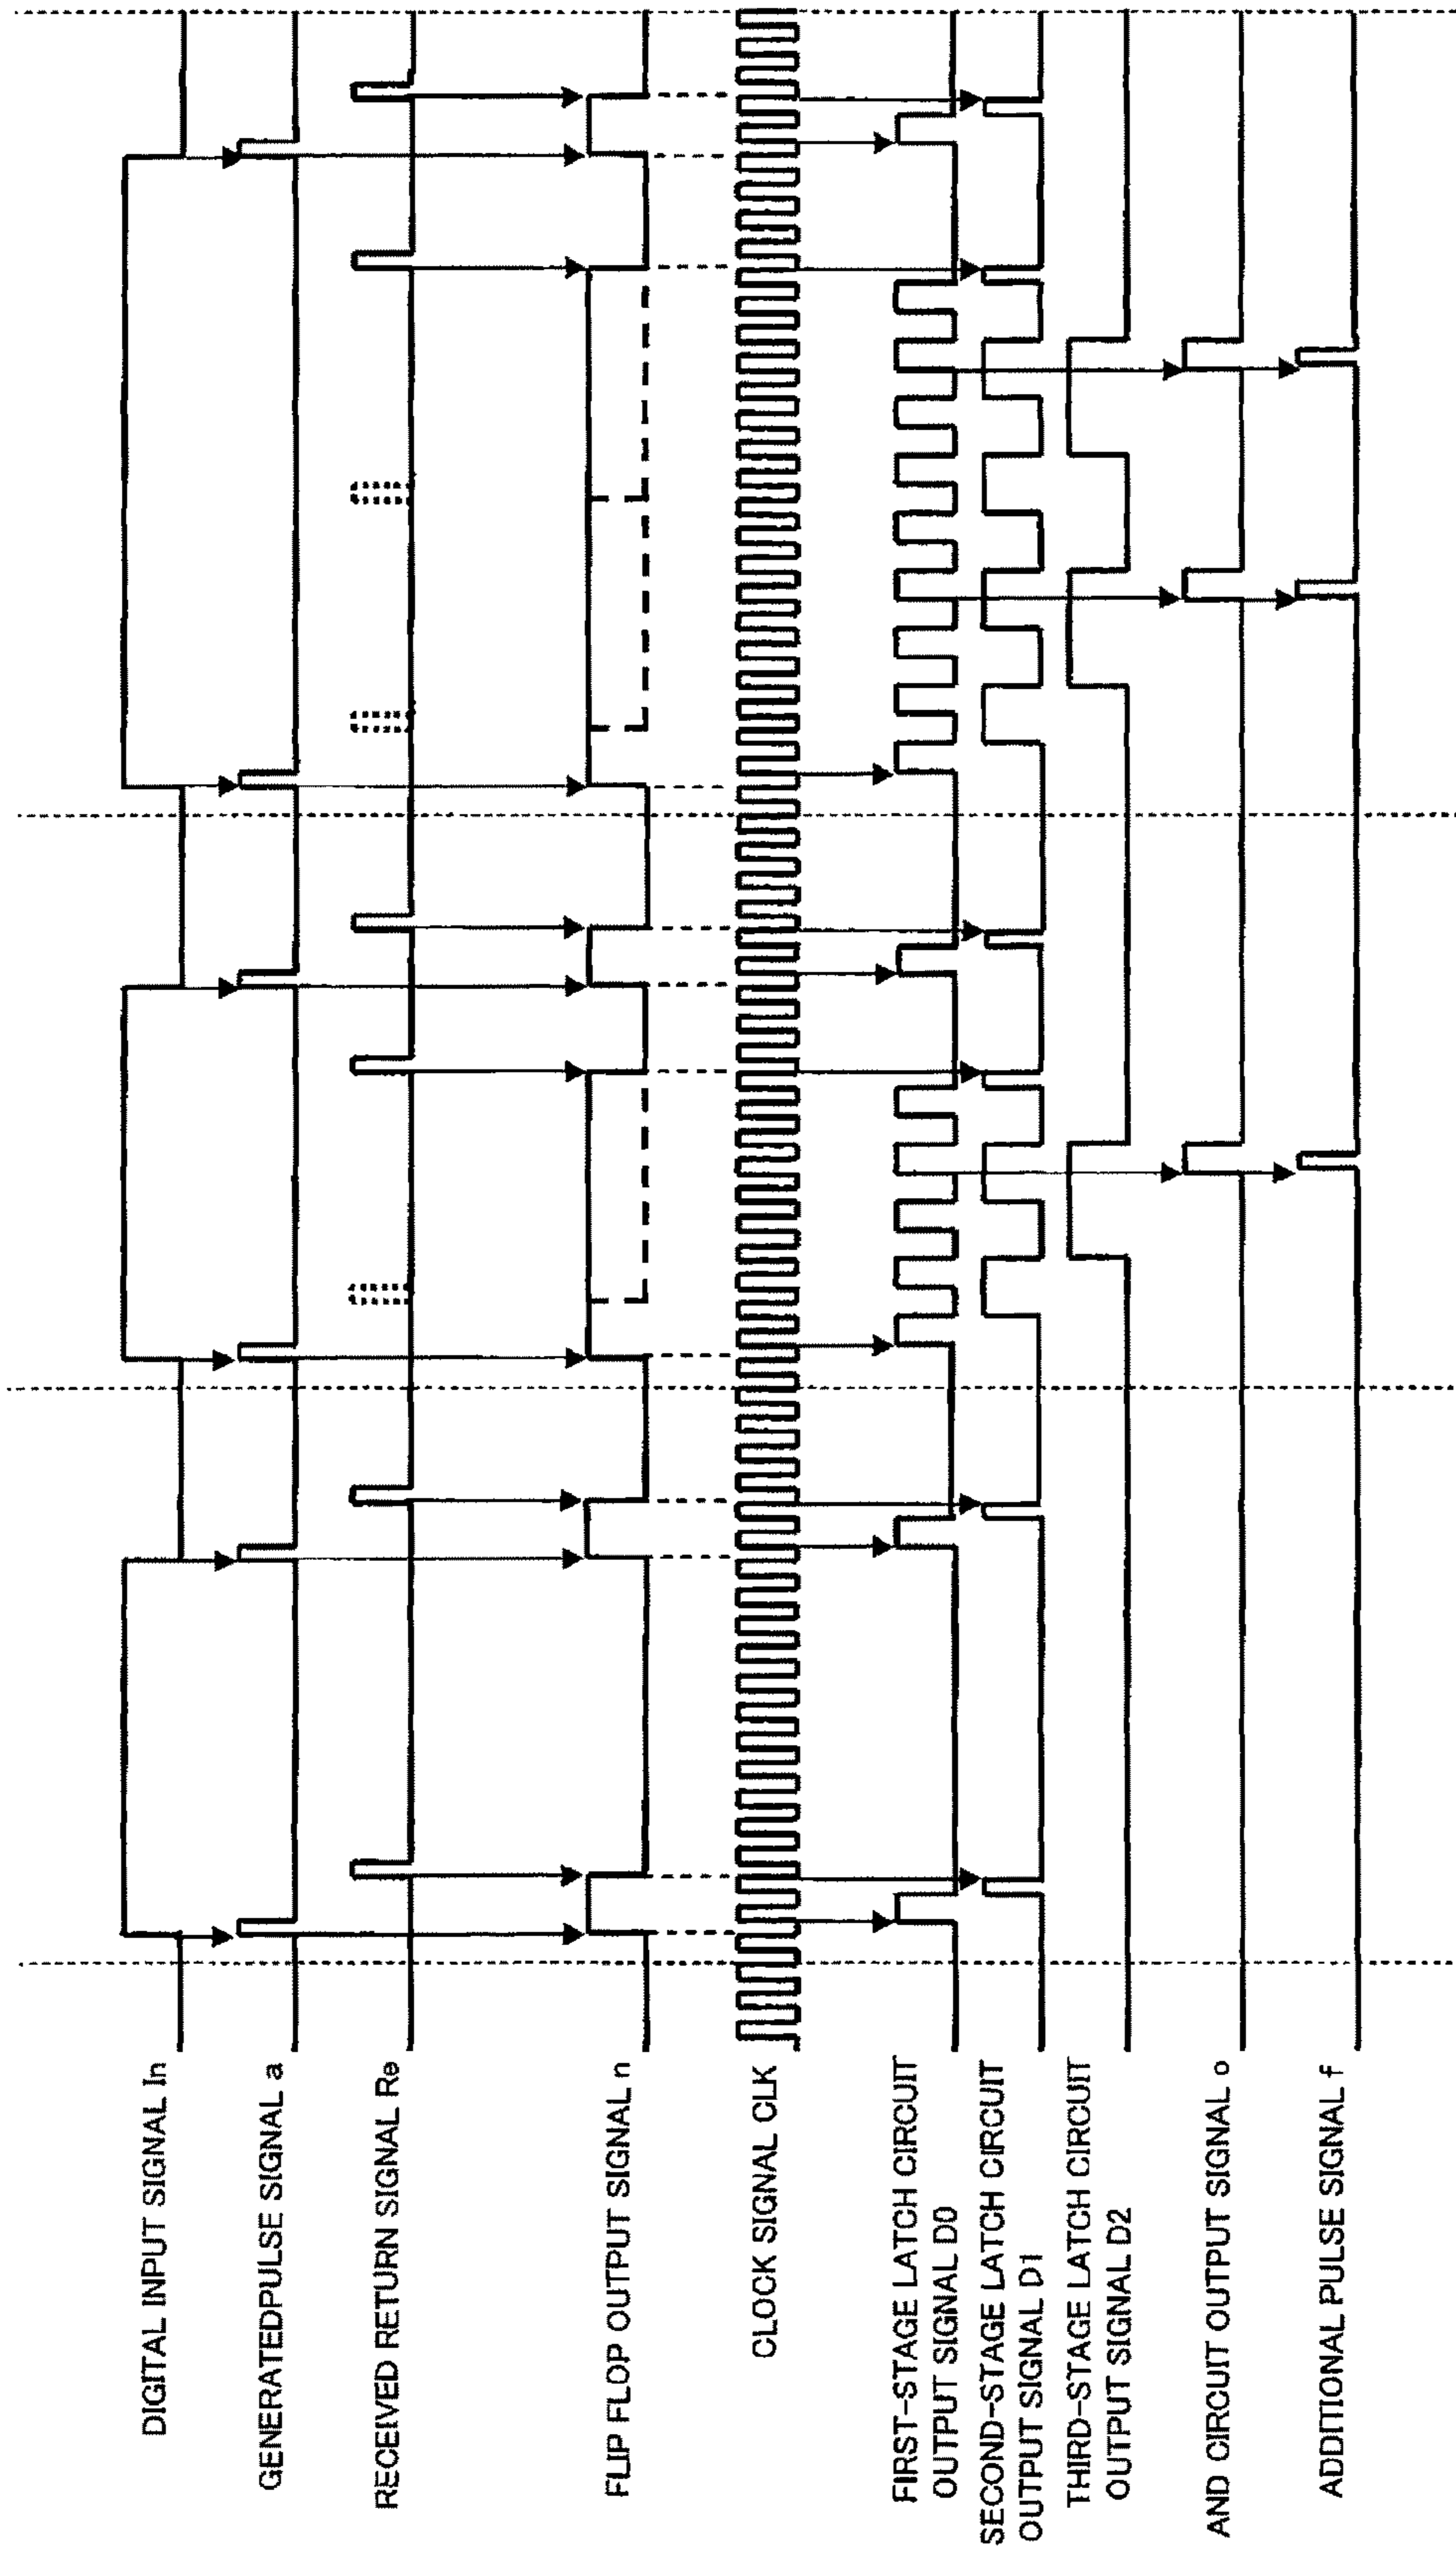 DIGITAL INPUT SIGNAL In
GENERATEDPULSE SIGNAL a
RECEIVED RETURN SIGNAL Re
FLIP FLOP OUTPUT SIGNAL n
CLOCK SIGNAL CLK
FIRST-STAGE LATCH CIRCUIT
OUTPUT SIGNAL D0
SECOND-STAGE LATCH CIRCUIT
OUTPUT SIGNAL D1
THIRD-STAGE LATCH CIRCUIT
OUTPUT SIGNAL D2
AND CIRCUIT OUTPUT SIGNAL o
ADDITIONAL PULSE SIGNAL f